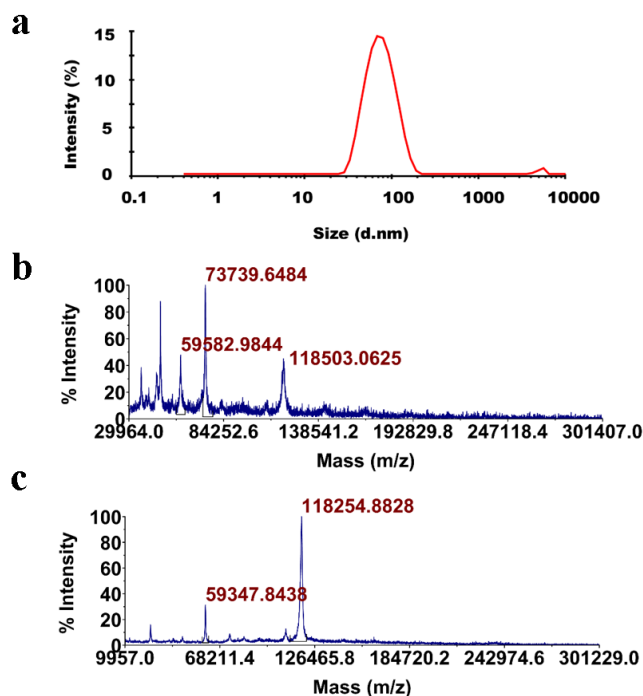 a
15
10
5
0
Intensity (%)
0.1 1 10 100 1000 10000
Size (d.nm)
b
73739.6484
59582.9844
118503.0625
100
80
60
40
20
0
% Intensity
29964.0 84252.6 138541.2 192829.8 247118.4 301407.0
Mass (m/z)
c
118254.8828
59347.8438
100
80
60
40
20
0
% Intensity
9957.0 68211.4 126465.8 184720.2 242974.6 301229.0
Mass (m/z)